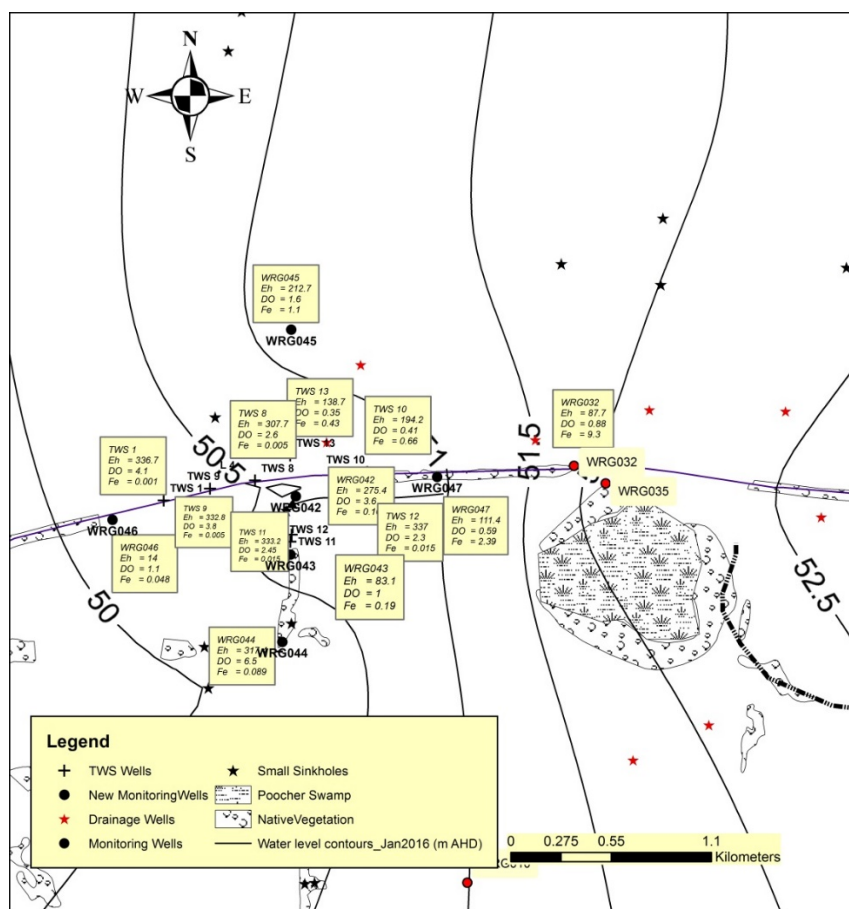 N
W
E
S
WRG045
Eh = 212.7
DO = 1.6
Fe = 1.1
WRG045
TWS 13
Eh = 138.7
DO = 0.35
Fe = 0.43
TWS 8
Eh = 307.7
DO = 2.6
Fe = 0.005
TWS 10
Eh = 194.2
DO = 0.41
Fe = 0.66
WRG032
Eh = 87.7
DO = 0.88
Fe = 9.3
TWS 1
Eh = 336.7
DO = 4.1
Fe = 0.001
50.5
51.5
TWS 10
TWS 8
TWS 9
TWS 1
WRG032
WRG035
WRG047
WRG042
WRG042
Eh = 275.4
DO = 3.6
TWS 9
Eh = 332.8
DO = 3.8
Fe = 0.005
TWS 11
Eh = 333.2
DO = 2.45
Fe = 0.015
TWS 12
Eh = 337
DO = 2.3
Fe = 0.015
WRG047
Eh = 111.4
DO = 0.59
Fe = 2.39
WRG046
WRG046
Eh = 14
DO = 1.1
Fe = 0.048
TWS 12
TWS 11
WRG043
WRG043
Eh = 83.1
DO = 1
Fe = 0.19
52.5
50
WRG044
Eh = 317
DO = 6.5
Fe = 0.089
WRG044
Legend
TWS Wells
New MonitoringWells
Drainage Wells
Monitoring Wells
Small Sinkholes
Poocher Swamp
NativeVegetation
Water level contours_Jan2016 (m AHD)
0 0.275 0.55 1.1
Kilometers